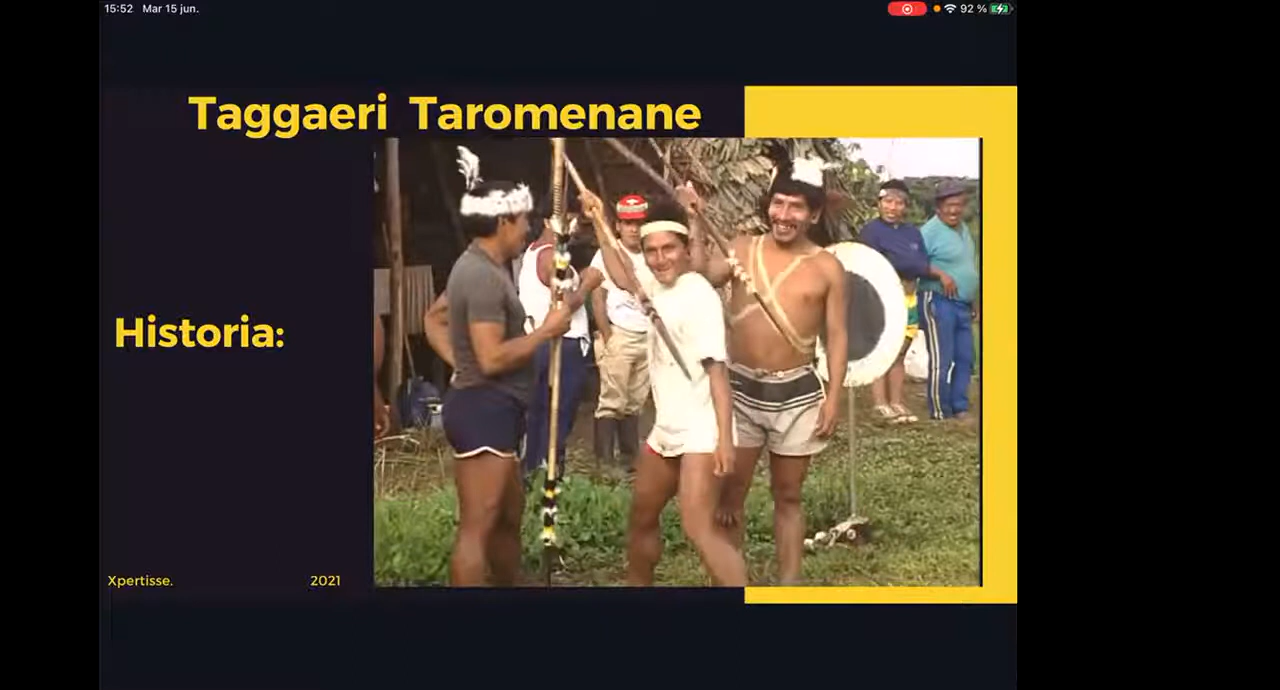 15:52 Mar 15 jun. 92 %
Taggaeri Taromenane
Historia:
Xpertisse. 2021